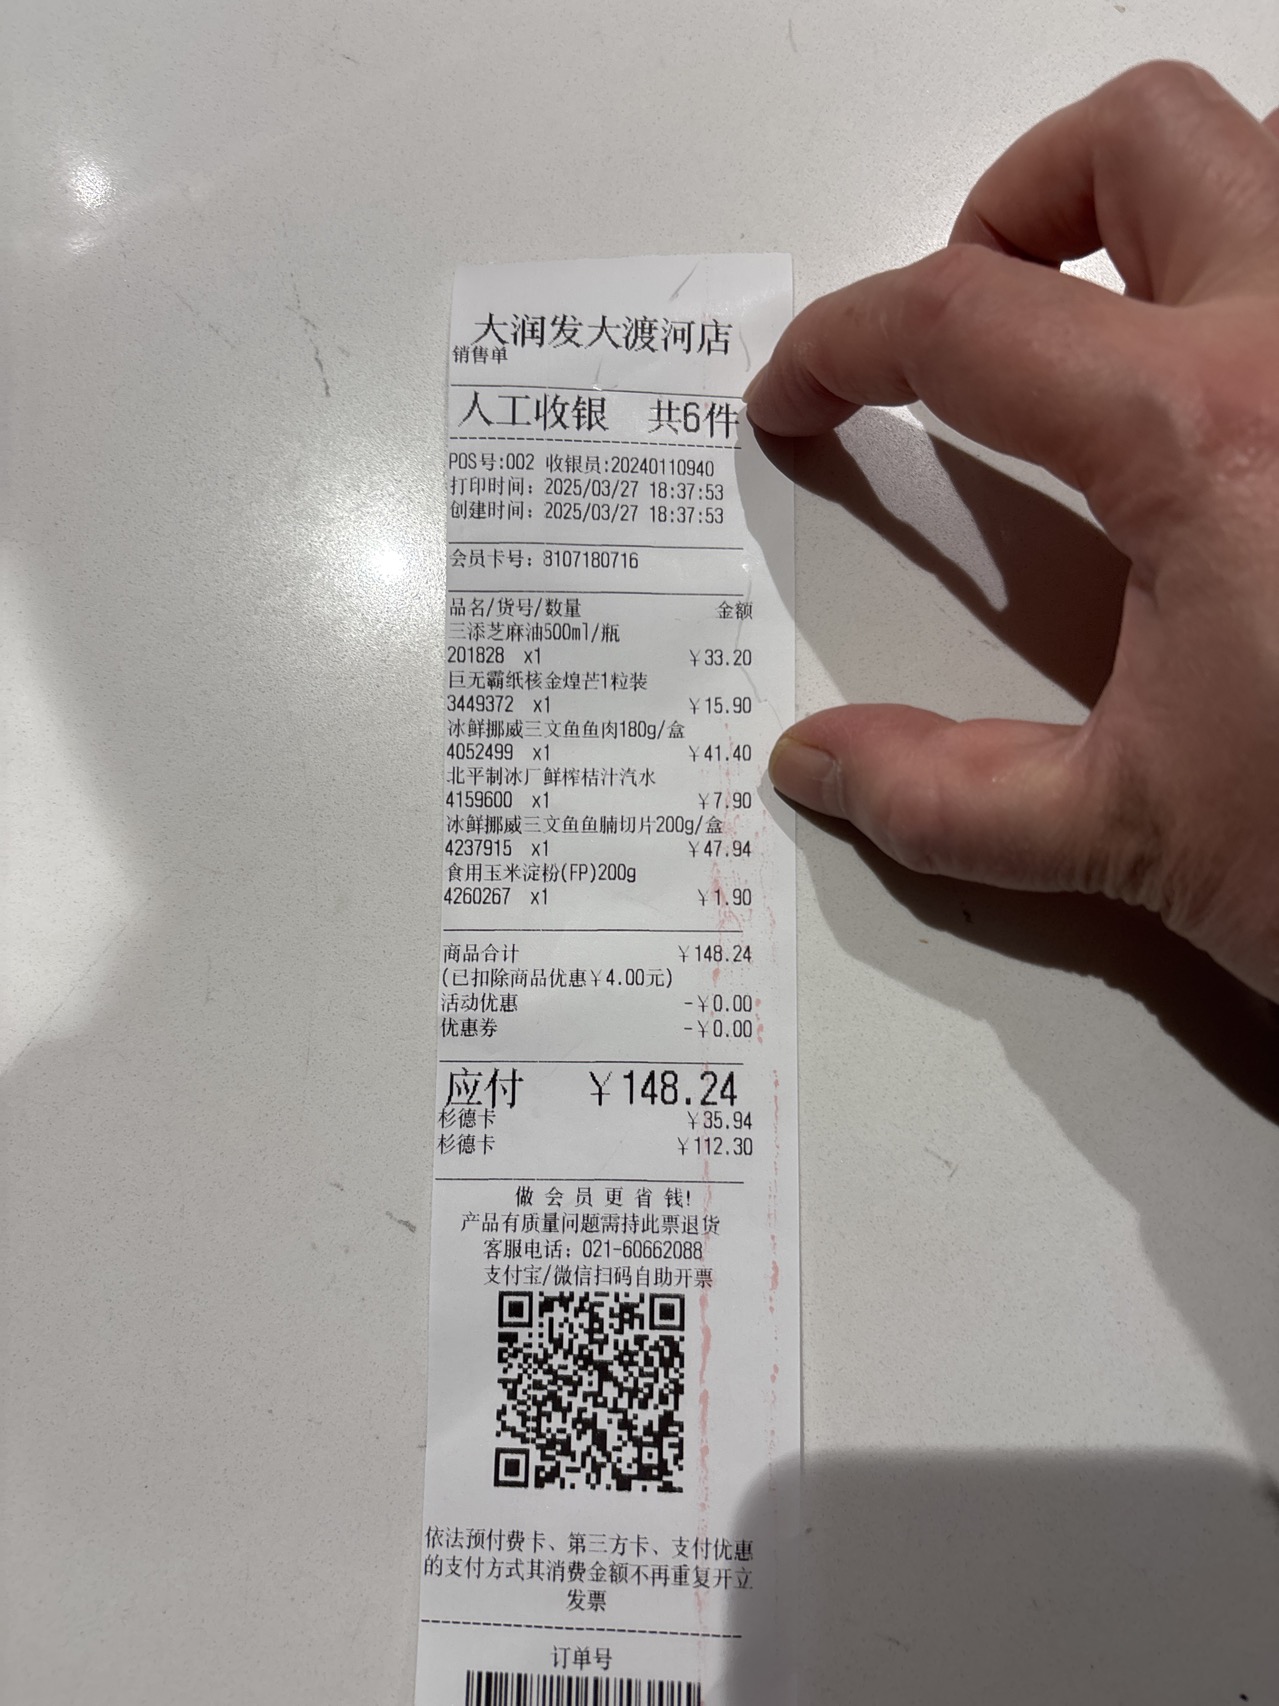 大润发大渡河店
销售单
人工收银 共6件
POS号:002 收银员:20240110940
打印时间: 2025/03/27 18:37:53
创建时间: 2025/03/27 18:37:53
会员卡号: 8107180716
品名/货号/数量 金额
三添芝麻油500ml/瓶
201828 x1 ¥33.20
巨无霸纸核金煌芒1粒装
3449372 x1 ¥15.90
冰鲜挪威三文鱼鱼肉180g/盒
4052499 x1 ¥41.40
北平制冰厂鲜榨桔汁汽水
4159600 x1 ¥7.90
冰鲜挪威三文鱼鱼腩切片200g/盒
4237915 x1 ¥47.94
食用玉米淀粉(FP)200g
4260267 x1 ¥1.90
商品合计 ¥148.24
(已扣除商品优惠¥4.00元)
活动优惠 -¥0.00
优惠券 -¥0.00
应付 ¥148.24
杉德卡 ¥35.94
杉德卡 ¥112.30
做会员更省钱!
产品有质量问题需持此票退货
客服电话: 021-60662088
支付宝/微信扫码自助开票
依法预付费卡、第三方卡、支付优惠
的支付方式其消费金额不再重复开立
发票
订单号